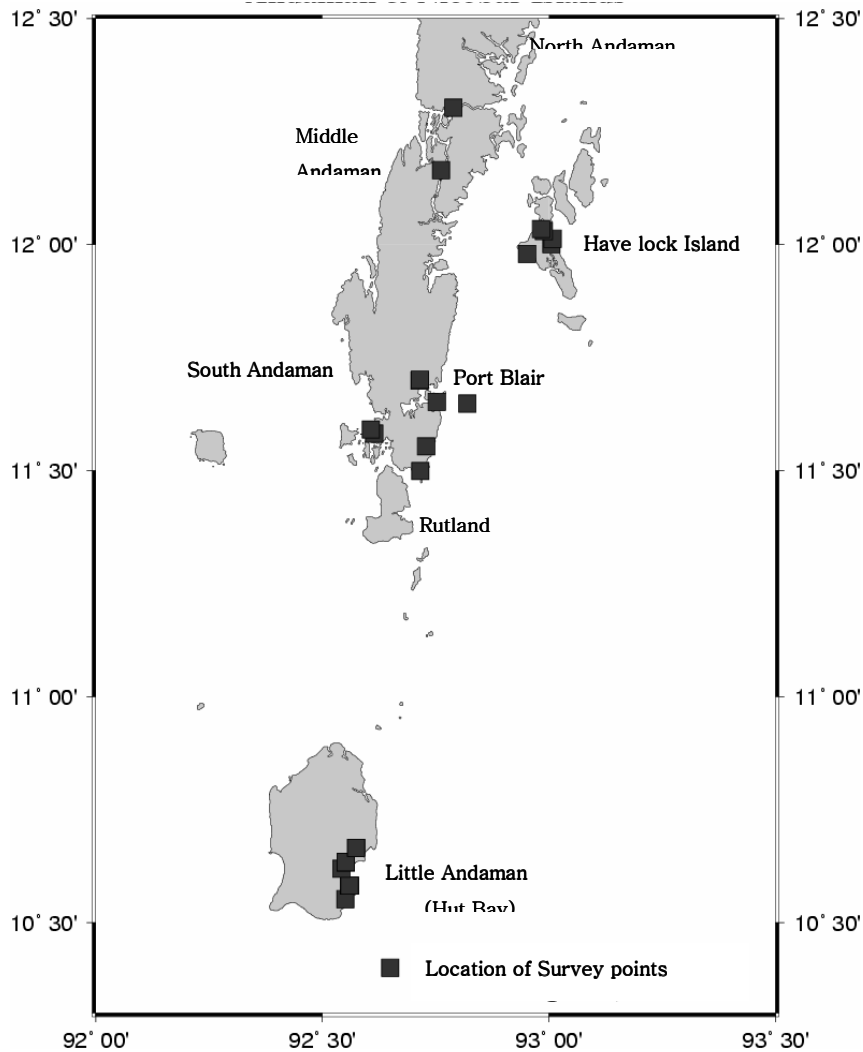 12° 30'
12° 30'
North Andaman
Middle
Andaman
12° 00'
Have lock Island
12° 00'
South Andaman
Port Blair
11° 30'
11° 30'
Rutland
11° 00'
11° 00'
Little Andaman
(Hut Bay)
10° 30'
10° 30'
Location of Survey points
92° 00'
92° 30'
93° 00'
93° 30'